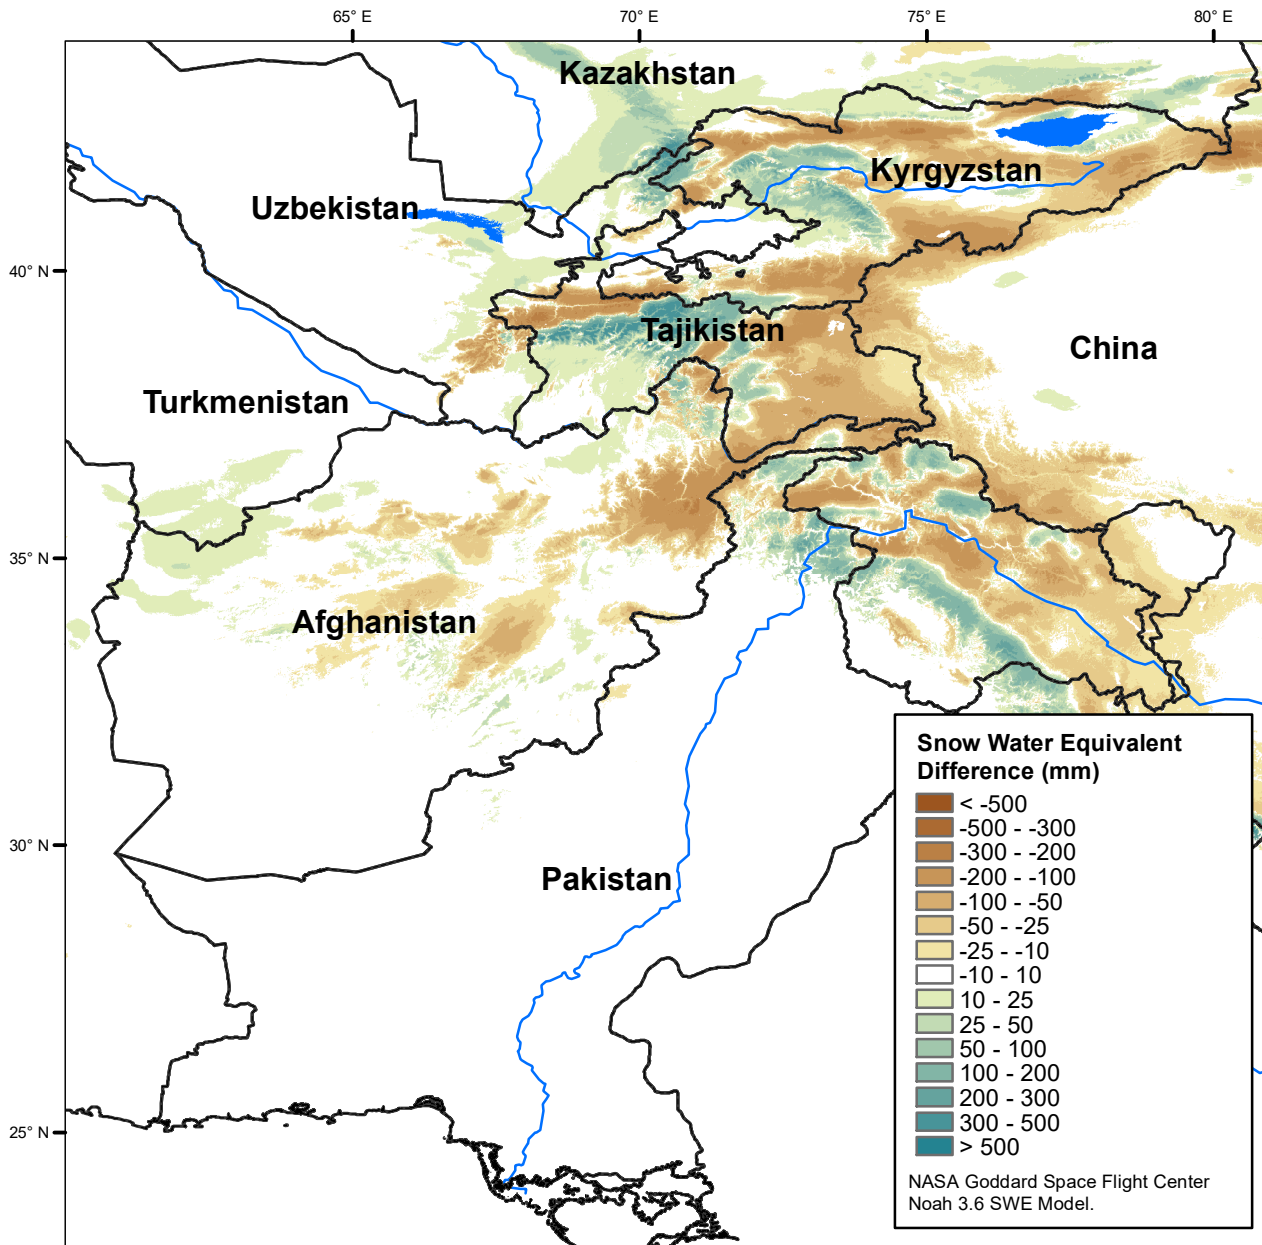 65° E
70° E
75° E
80° E
Kazakhstan
Kyrgyzstan
Uzbekistan
40° N
Tajikistan
China
Turkmenistan
35° N
Afghanistan
30° N
Pakistan
25° N
Snow Water Equivalent
Difference (mm)
< -500
-500 - -300
-300 - -200
-200 - -100
-100 - -50
-50 - -25
-25 - -10
-10 - 10
10 - 25
25 - 50
50 - 100
100 - 200
200 - 300
300 - 500
> 500
NASA Goddard Space Flight Center
Noah 3.6 SWE Model.